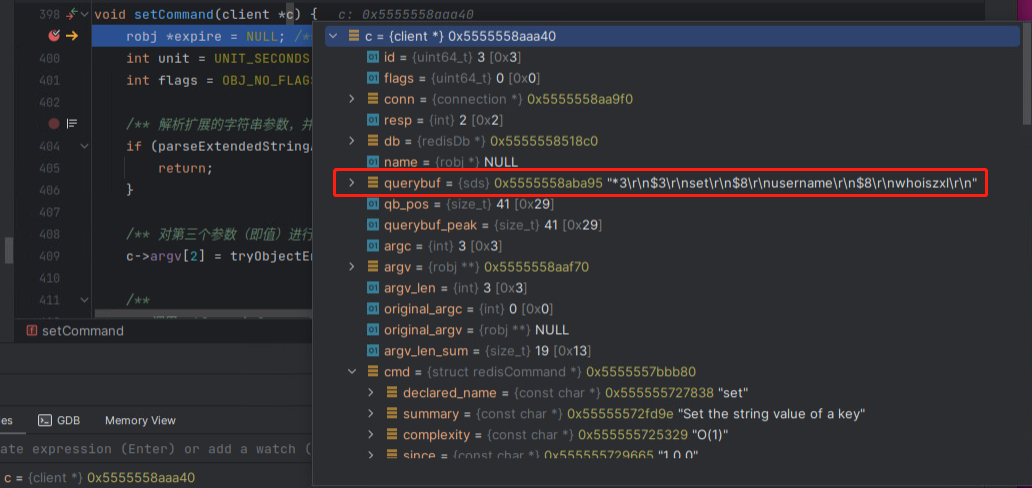 398 void setCommand(client *c) { c: 0x5555558aaa40
robj *expire = NULL; /*
400 int unit = UNIT_SECONDS
401 int flags = OBJ_NO_FLAGS
402
/** 解析扩展的字符串参数，并
404 if (parseExtendedStringA
405 return;
406 }
407
408 /** 对第三个参数（即值）进行
409 c->argv[2] = tryObjectEn
410
411 /**
setCommand
c = {client *} 0x5555558aaa40
id = {uint64_t} 3 [0x3]
flags = {uint64_t} 0 [0x0]
conn = {connection *} 0x5555558aa9f0
resp = {int} 2 [0x2]
db = {redisDb *} 0x5555558518c0
name = {robj *} NULL
querybuf = {sds} 0x5555558aba95 "*3\r\n$3\r\nset\r\n$8\r\nusername\r\n$8\r\nwhoiszxl\r\n"
qb_pos = {size_t} 41 [0x29]
querybuf_peak = {size_t} 41 [0x29]
argc = {int} 3 [0x3]
argv = {robj **} 0x5555558aaf70
argv_len = {int} 3 [0x3]
original_argc = {int} 0 [0x0]
original_argv = {robj **} NULL
argv_len_sum = {size_t} 19 [0x13]
cmd = {struct redisCommand *} 0x5555557bbb80
declared_name = {const char *} 0x555555727838 "set"
summary = {const char *} 0x55555572fd9e "Set the string value of a key"
complexity = {const char *} 0x555555725329 "O(1)"
since = {const char *} 0x555555729665 "1.0.0"
es GDB Memory View
ate expression (Enter) or add a watch (
c = {client *} 0x5555558aaa40